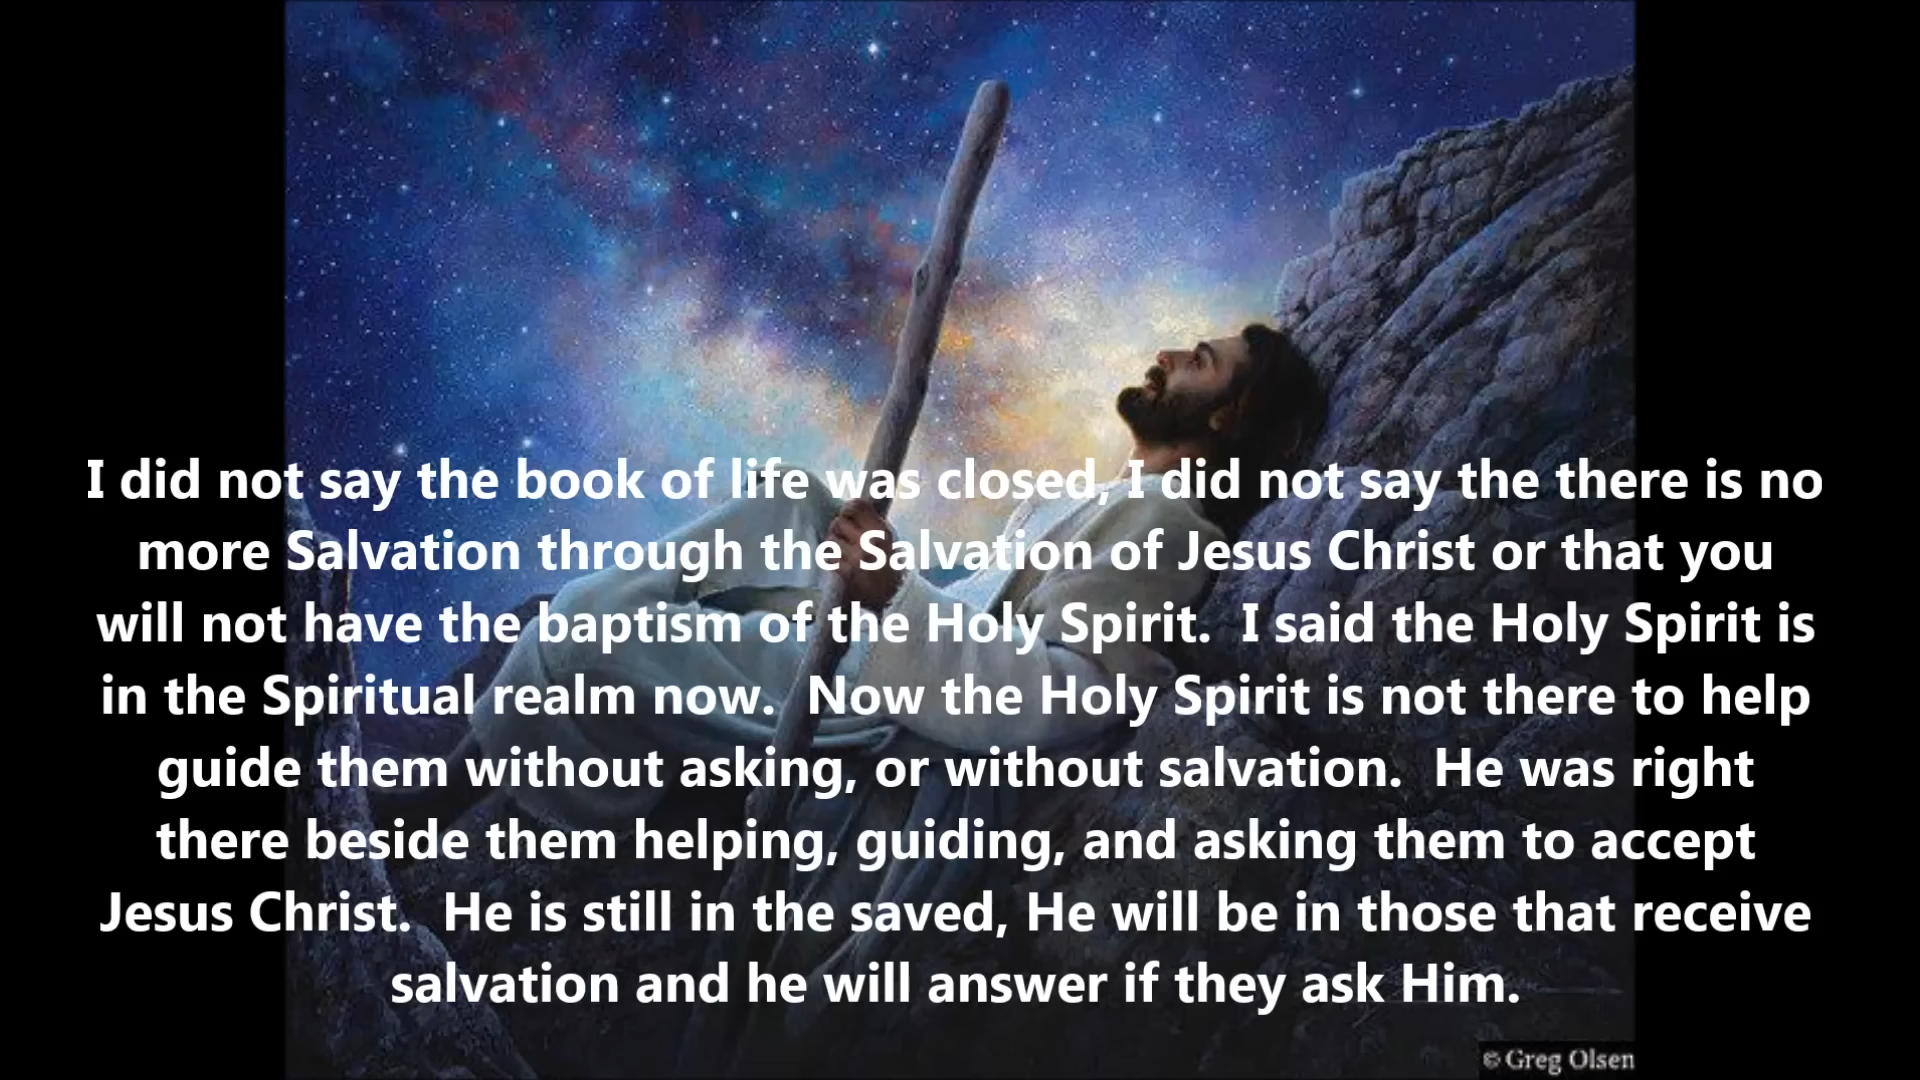 I did not say the book of life was closed, I did not say the there is no
more Salvation through the Salvation of Jesus Christ or that you
will not have the baptism of the Holy Spirit.  I said the Holy Spirit is
in the Spiritual realm now.  Now the Holy Spirit is not there to help
guide them without asking, or without salvation.  He was right
there beside them helping, guiding, and asking them to accept
Jesus Christ.  He is still in the saved, He will be in those that receive
salvation and he will answer if they ask Him.
© Greg Olsen